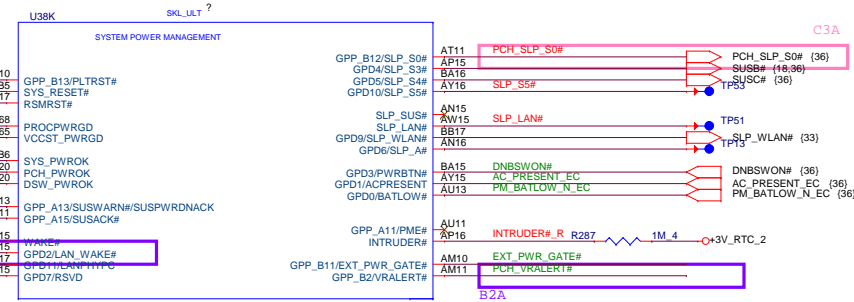 U38K
SKL_ULT ?
C3A
SYSTEM POWER MANAGEMENT
GPP_B12/SLP_S0# AT11 PCH_SLP_S0# PCH_SLP_S0# {36}
GPD4/SLP_S3# AP15 SUSB# {18,36}
GPD5/SLP_S4# BA16 SUSC# {36}
GPD10/SLP_S5# AY16 SLP_S5# TP53
10 GPP_B13/PLTRST#
B5 SYS_RESET#
17 RSMRST#
SLP_SUS# AN15
SLP_LAN# AW15 SLP_LAN# TP51
GPD9/SLP_WLAN# BB17 SLP_WLAN# {33}
GPD6/SLP_A# AN16 TP13
68 PROCPWRGD
65 VCCST_PWRGD
B6 SYS_PWROK
20 PCH_PWROK
20 DSW_PWROK
GPD3/PWRBTN# BA15 DNBSWON# DNBSWON# {36}
GPD1/ACPRESENT AY15 AC_PRESENT_EC AC_PRESENT_EC {36}
GPD0/BATLOW# AU13 PM_BATLOW_N_EC PM_BATLOW_N_EC {36}
13 GPP_A13/SUSWARN#/SUSPWRDNACK
11 GPP_A15/SUSACK#
GPP_A11/PME# AU11
INTRUDER# AP16 INTRUDER#_R R287 1M_4 +3V_RTC_2
15 WAKE#
15 GPD2/LAN_WAKE#
17 GPD11/LANPHYPC
15 GPD7/RSVD
GPP_B11/EXT_PWR_GATE# AM10 EXT_PWR_GATE#
GPP_B2/VRALERT# AM11 PCH_VRALERT#
B2A